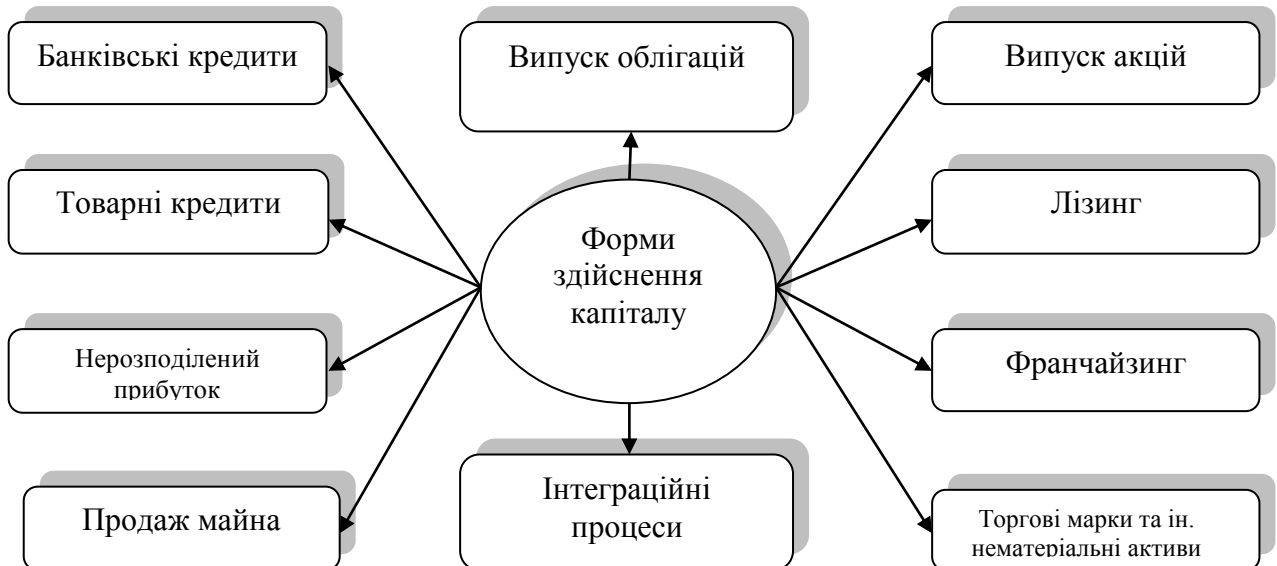 Банківські кредити
Випуск облігацій
Випуск акцій
Товарні кредити
Лізинг
Форми
здійснення
капіталу
Нерозподілений
прибуток
Франчайзинг
Продаж майна
Інтеграційні
процеси
Торгові марки та ін.
нематеріальні активи